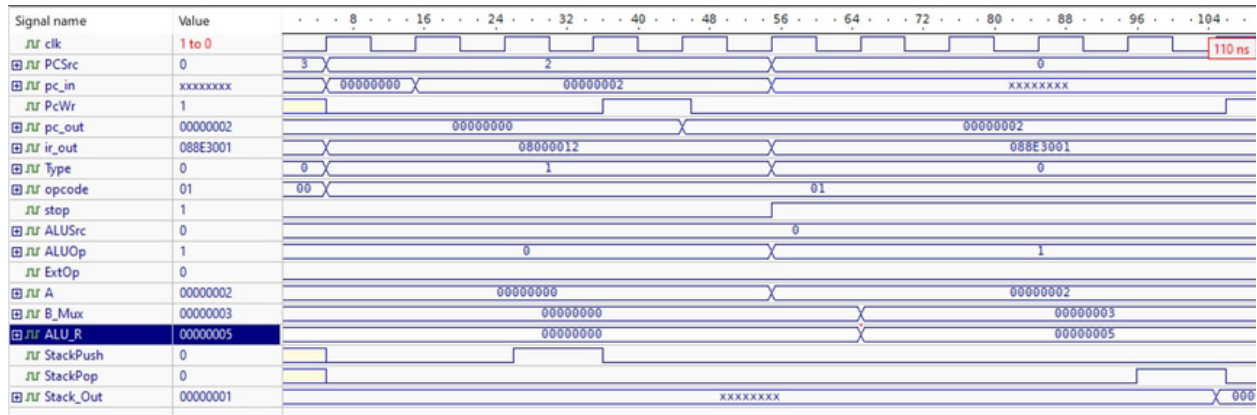 Signal name Value 8 16 24 32 40 48 56 64 72 80 88 96 104
clk 1 to 0 110 ns
PCSrc 0 3 2 0
pc_in xxxxxxxx 00000000 00000002 xxxxxxxx
PcWr 1
pc_out 00000002 00000000 00000002
ir_out 088E3001 08000012 088E3001
Type 0 0 1 0
opcode 01 00 01
stop 1
ALUSrc 0 0
ALUOp 1 0 1
ExtOp 0
A 00000002 00000000 00000002
B_Mux 00000003 00000000 00000003
ALU_R 00000005 00000000 00000005
StackPush 0
StackPop 0
Stack_Out 00000001 xxxxxxxx 000